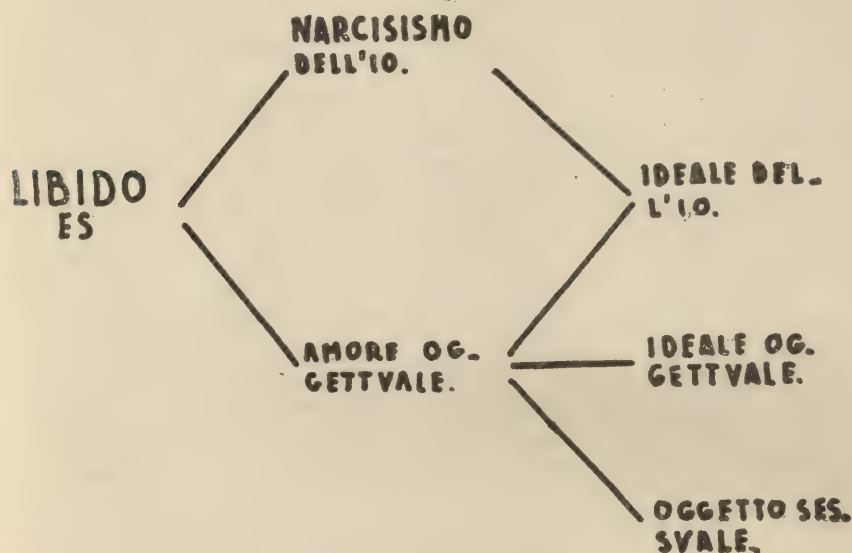 NARCISISMO
DELL'IO.
LIBIDO
ES
IDEALE DEL-
L'IO.
AMORE OG-
GETTVALE.
IDEALE OG.
GETTVALE.
OGGETTO SES.
SVALE.